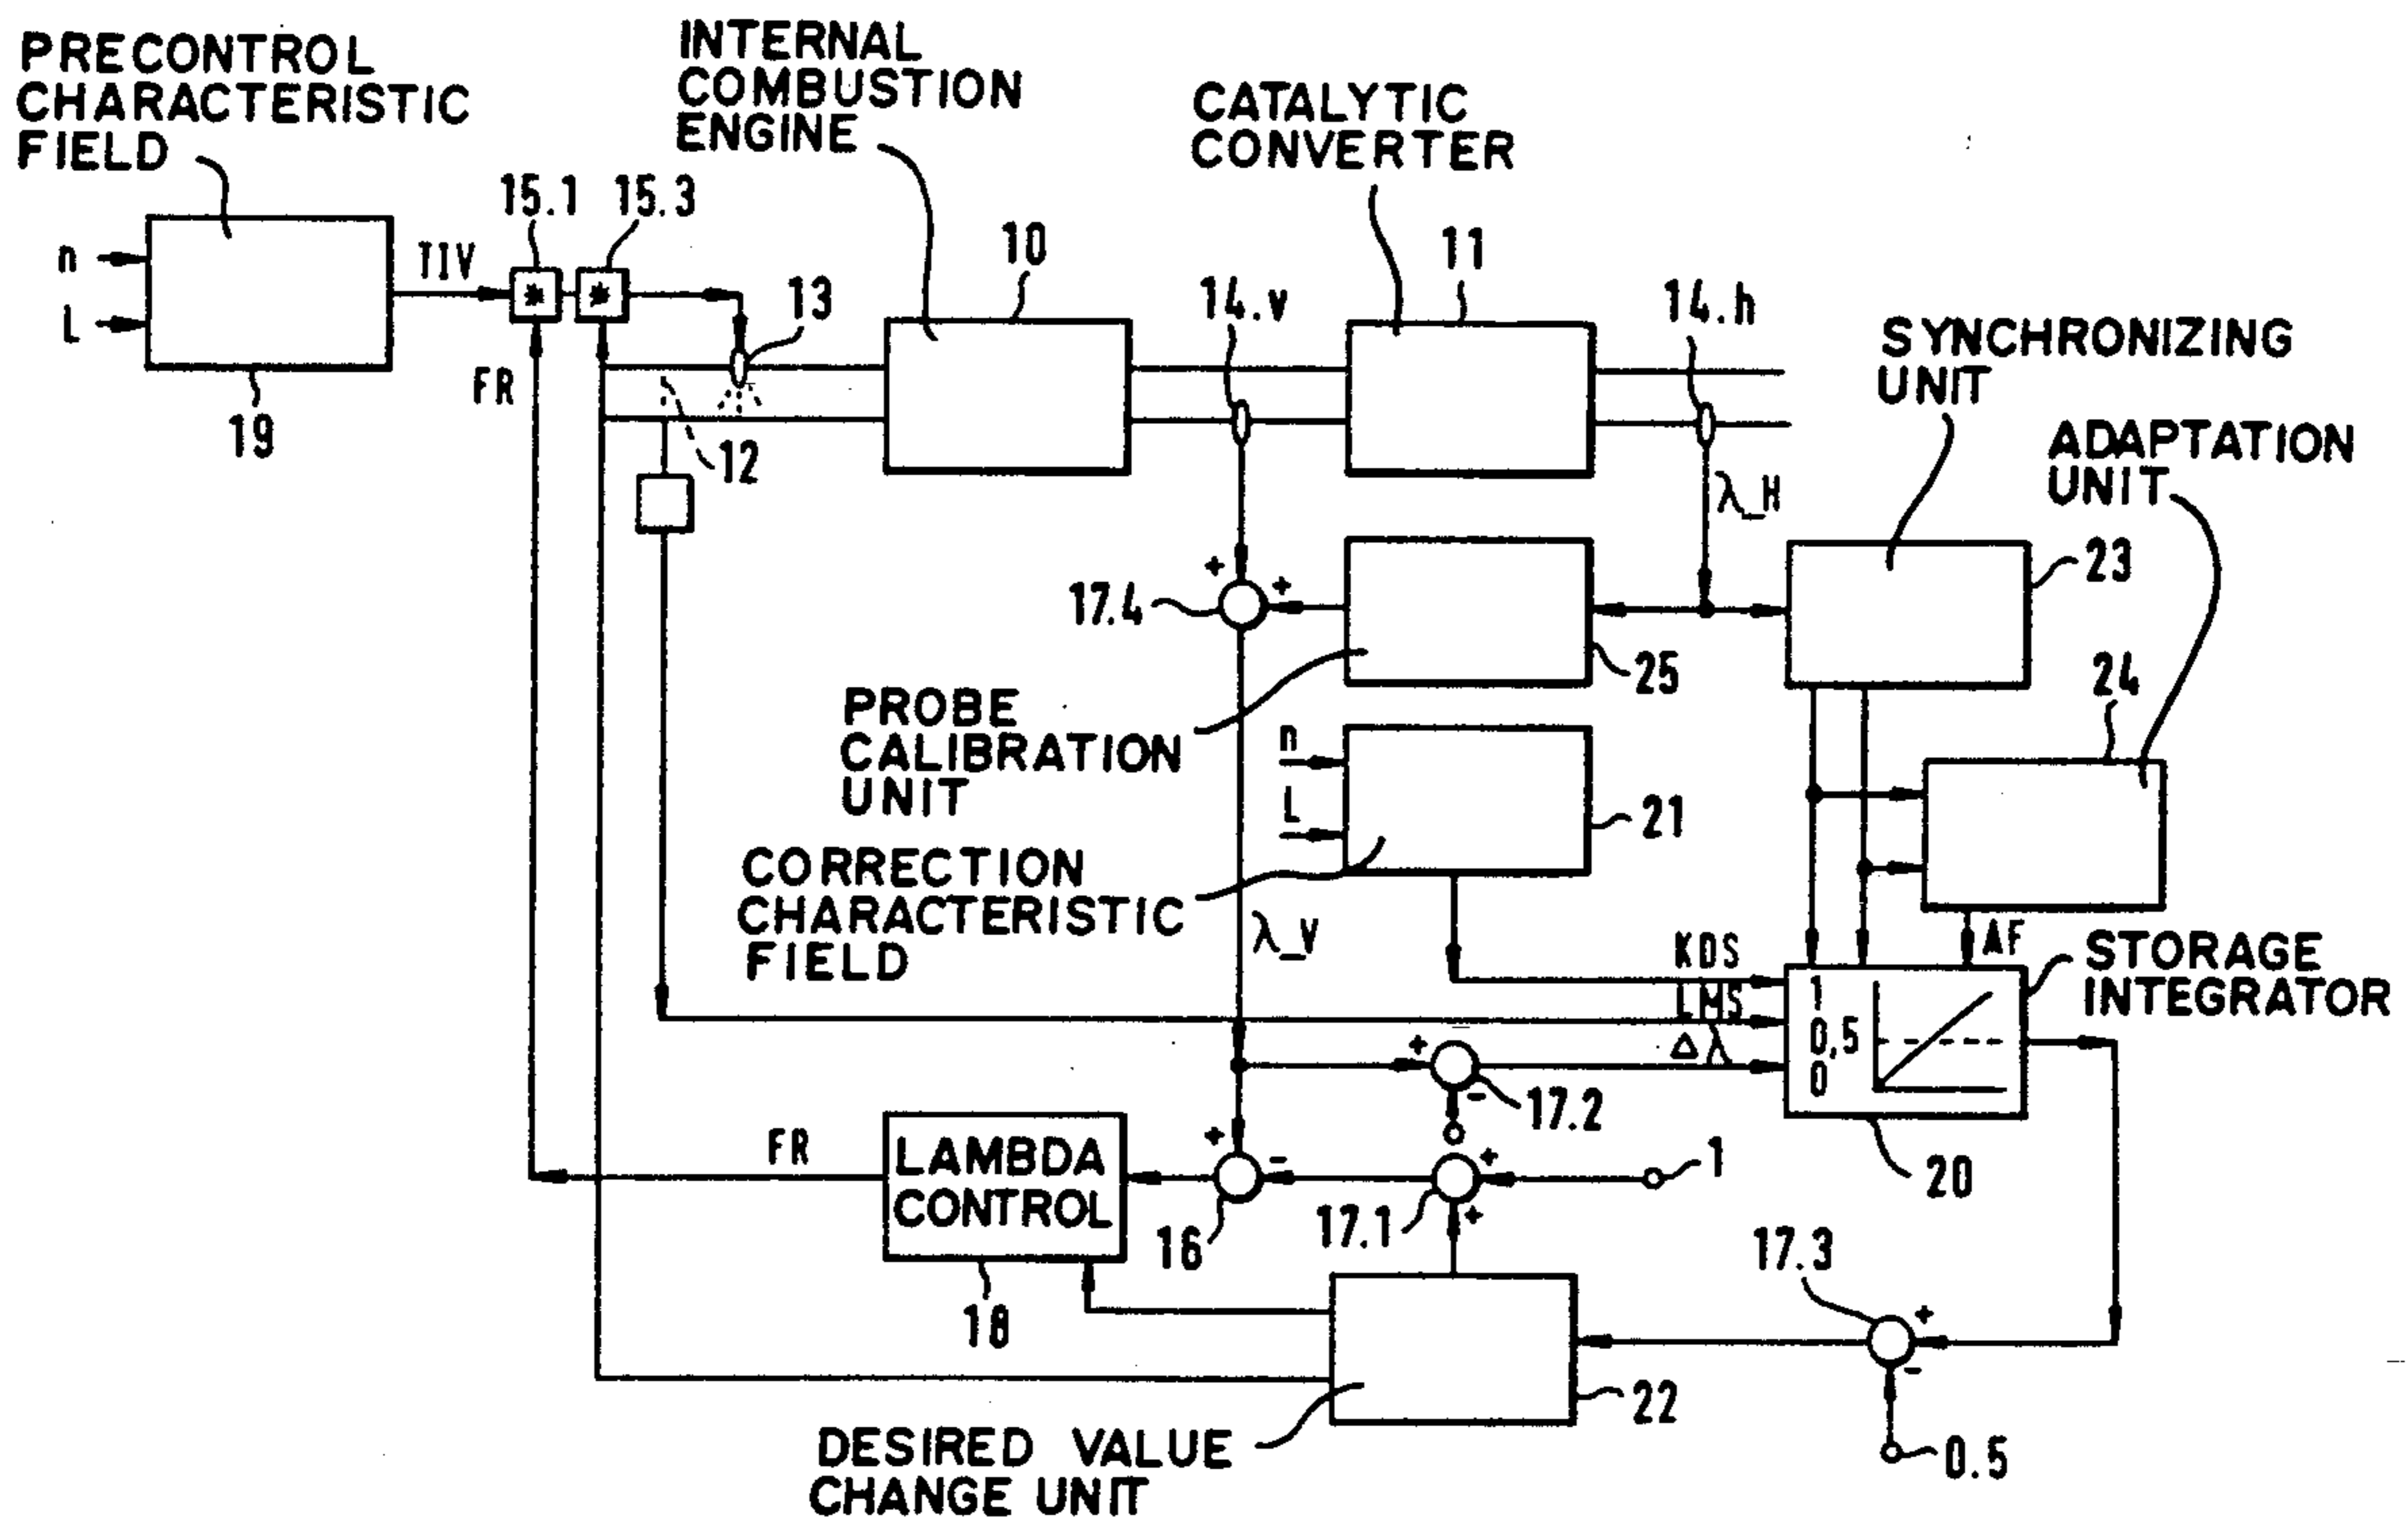 PRECONTROL
CHARACTERISTIC
FIELD
INTERNAL
COMBUSTION
ENGINE
CATALYTIC
CONVERTER
15.1
15.3
n
L
TIV
13
10
14.v
11
14.h
SYNCHRONIZING
UNIT
ADAPTATION
UNIT
FR
19
12
λ_H
23
17.4
+
+
25
24
PROBE
CALIBRATION
UNIT
n
L
21
CORRECTION
CHARACTERISTIC
FIELD
λ_V
KDS
LMS
Δλ
AF
STORAGE
INTEGRATOR
1
0,5
0
+
-
17.2
FR
LAMBDA
CONTROL
+
-
16
+
+
17.1
1
20
18
17.3
+
-
22
0.5
DESIRED VALUE
CHANGE UNIT